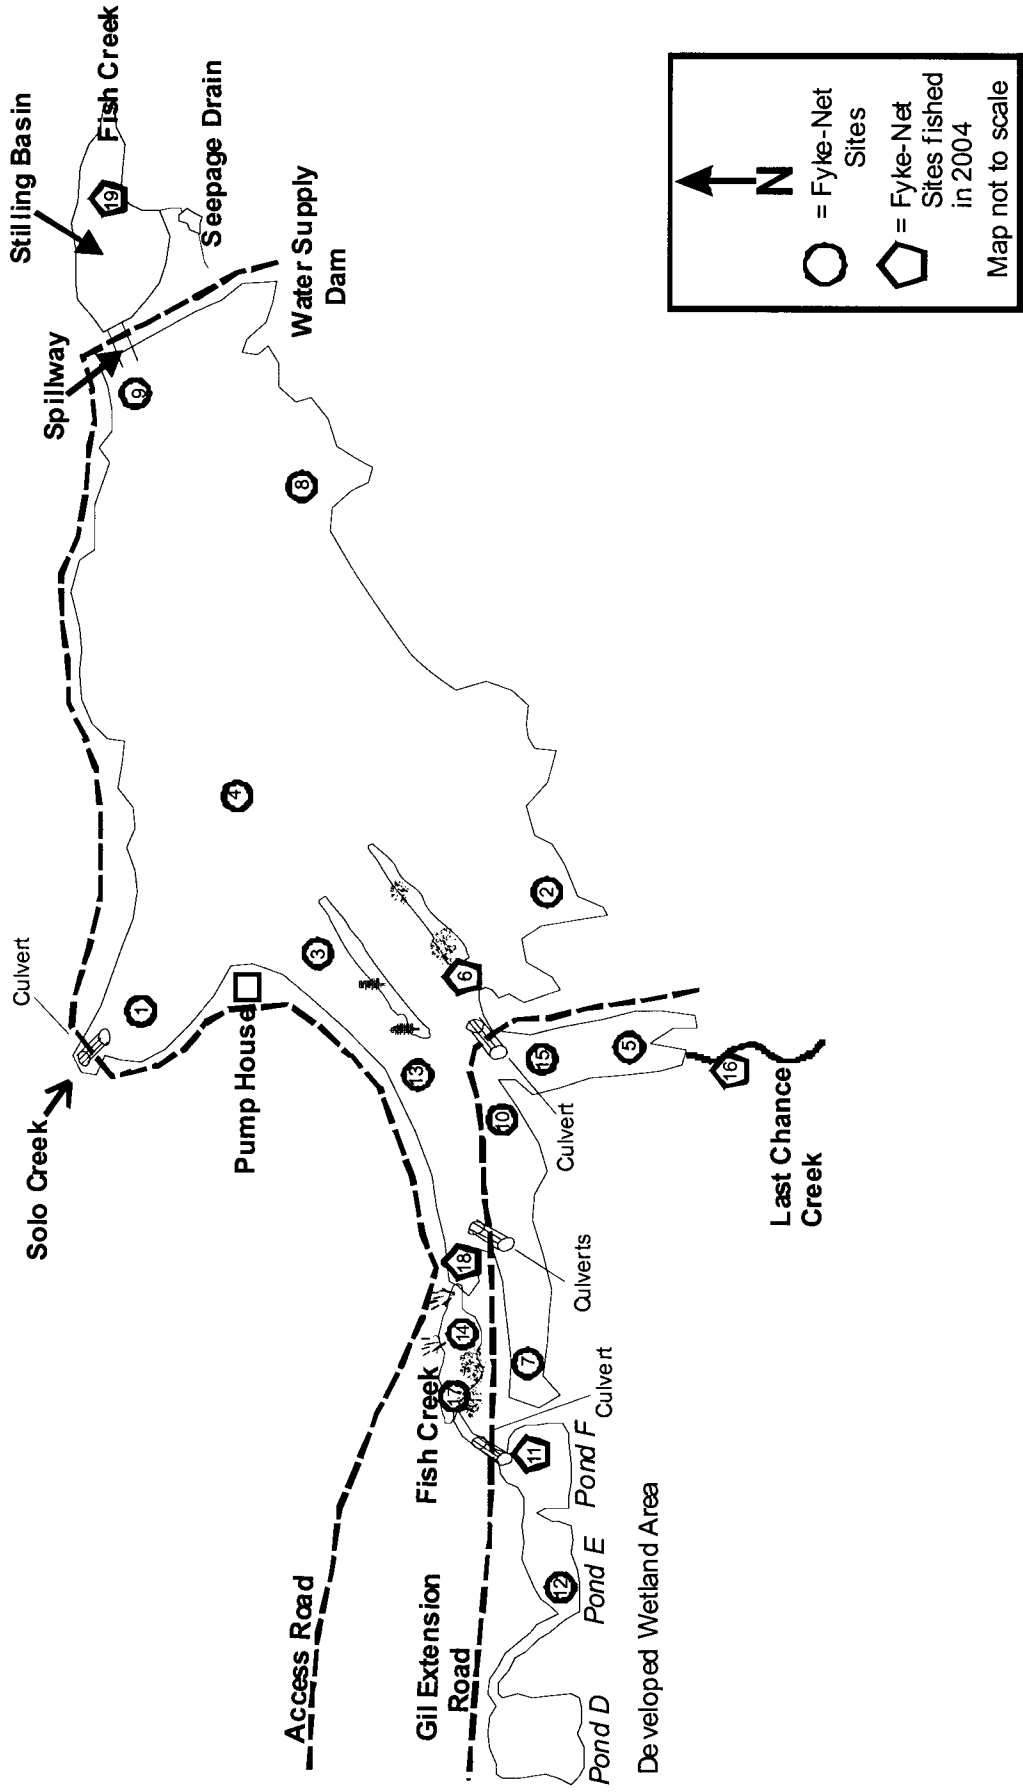 Solo Creek
Culvert
Spillway
Stilling Basin
Fish Creek
19
Seepage Drain
Water Supply
Dam
9
8
1
4
Pump House
3
13
6
2
Access Road
Gil Extension
Road
Fish Creek
17
14
18
10
15
5
16
7
11
12
Culvert
Culverts
Culvert
Last Chance
Creek
Pond D
Pond E
Pond F
Developed Wetland Area
N
= Fyke-Net
Sites
= Fyke-Net
Sites fished
in 2004
Map not to scale